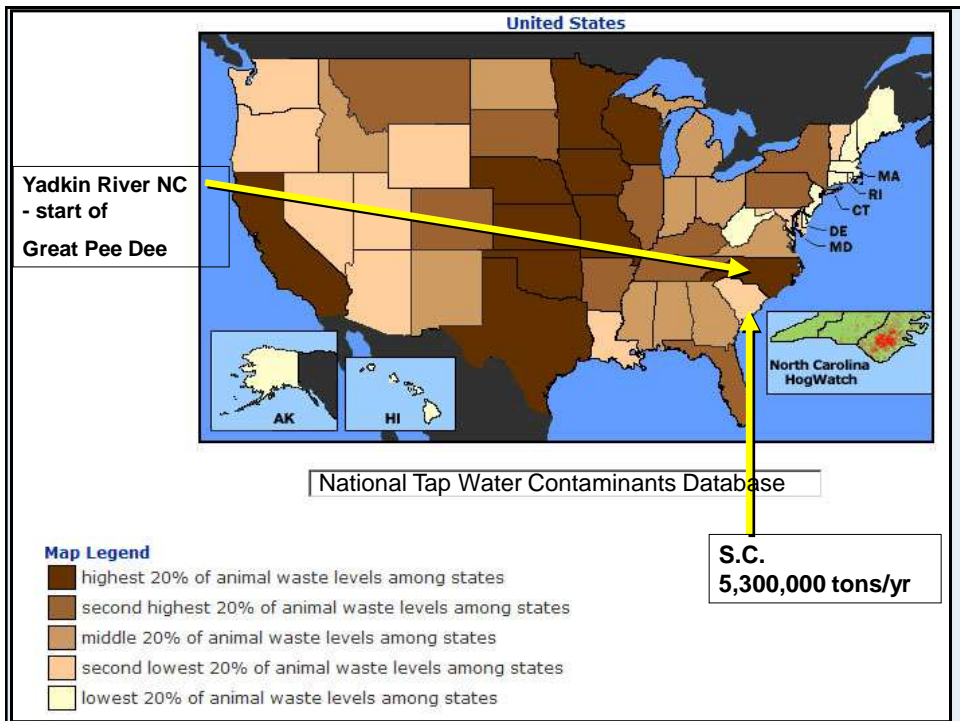 United States
Yadkin River NC
- start of
Great Pee Dee
MA
RI
CT
DE
MD
North Carolina
HogWatch
AK
HI
National Tap Water Contaminants Database
S.C.
5,300,000 tons/yr
Map Legend
highest 20% of animal waste levels among states
second highest 20% of animal waste levels among states
middle 20% of animal waste levels among states
second lowest 20% of animal waste levels among states
lowest 20% of animal waste levels among states